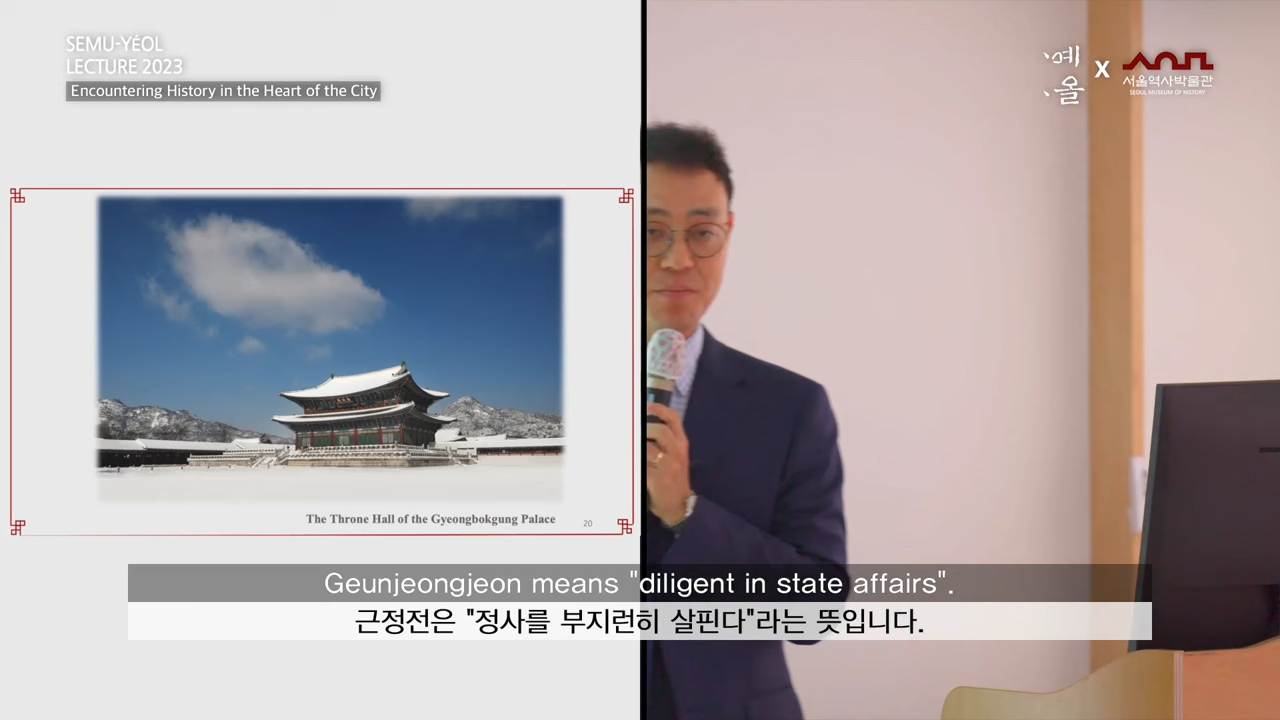 SEMU-YÉOL
LECTURE 2023
Encountering History in the Heart of the City
예
올
X
서울역사박물관
SEOUL MUSEUM OF HISTORY
The Throne Hall of the Gyeongbokgung Palace
20
Geunjeongjeon means "diligent in state affairs".
근정전은 "정사를 부지런히 살핀다"라는 뜻입니다.